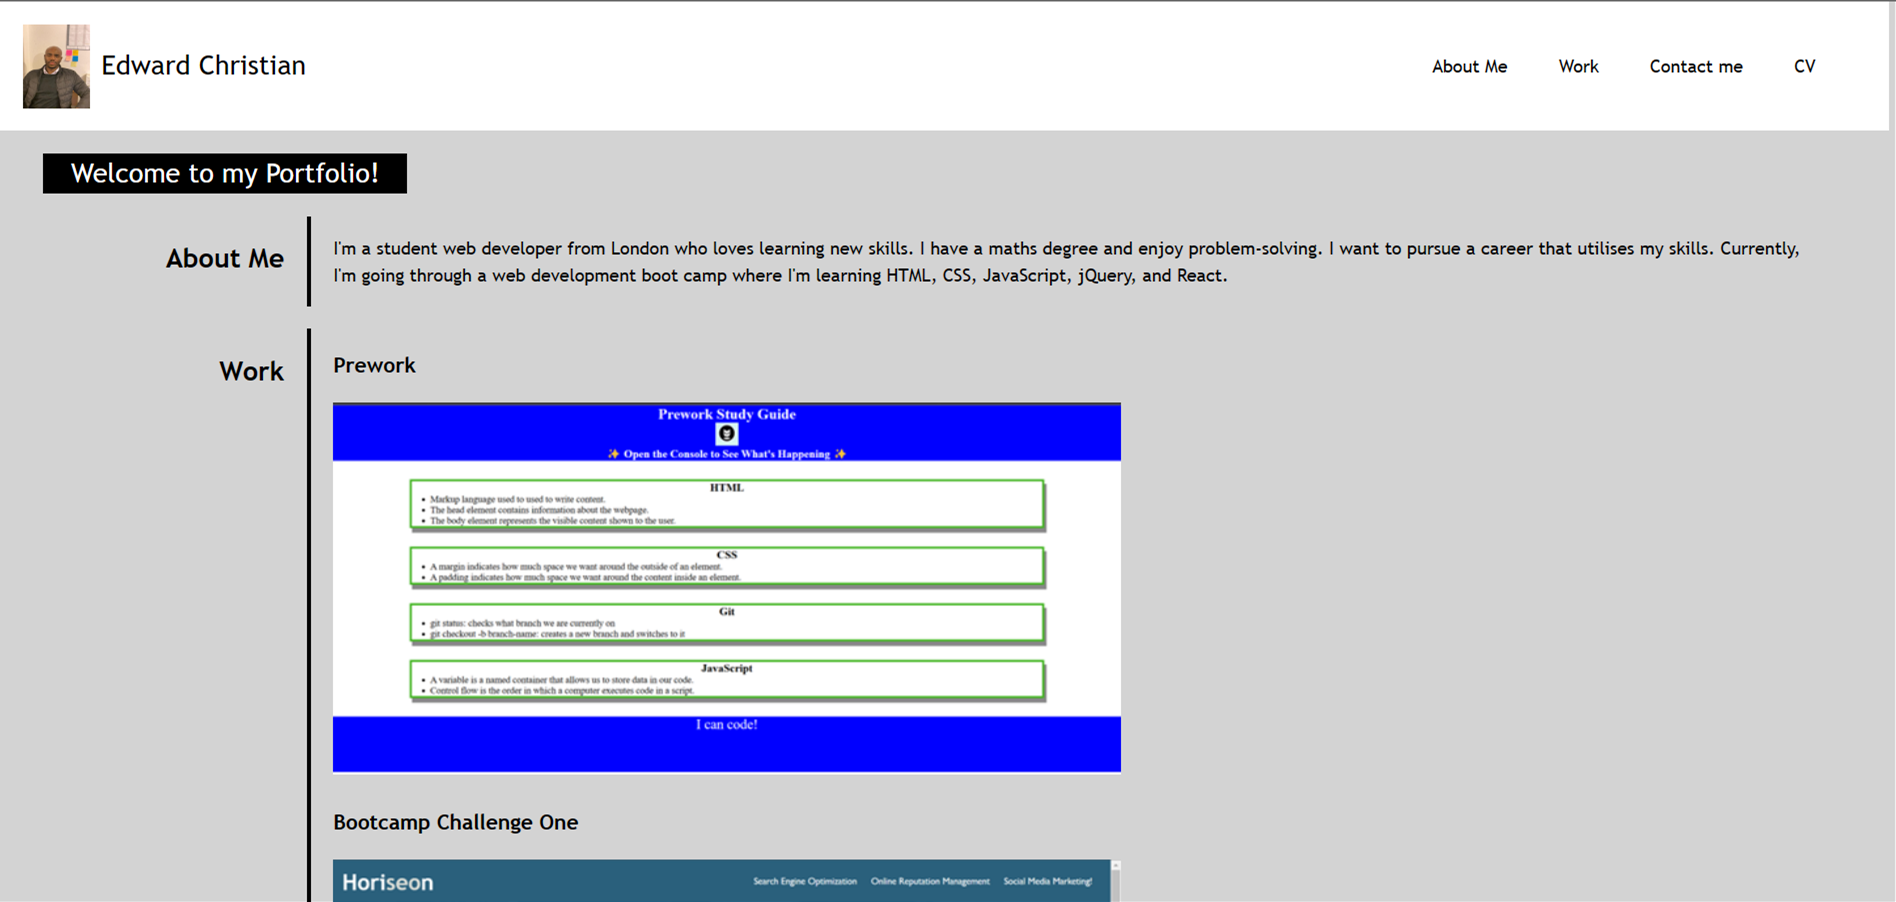 Edward Christian
About Me
Work
Contact me
CV
Welcome to my Portfolio!
About Me
I'm a student web developer from London who loves learning new skills. I have a maths degree and enjoy problem-solving. I want to pursue a career that utilises my skills. Currently,
I'm going through a web development boot camp where I'm learning HTML, CSS, JavaScript, jQuery, and React.
Work
Prework
Prework Study Guide
✨ Open the Console to See What's Happening ✨
HTML
• Markup language used to used to write content.
• The head element contains information about the webpage.
• The body element represents the visible content shown to the user.
CSS
• A margin indicates how much space we want around the outside of an element.
• A padding indicates how much space we want around the content inside an element.
Git
• git status: checks what branch we are currently on
• git checkout -b branch-name: creates a new branch and switches to it
JavaScript
• A variable is a named container that allows us to store data in our code.
• Control flow is the order in which a computer executes code in a script.
I can code!
Bootcamp Challenge One
Horiseon
Search Engine Optimization
Online Reputation Management
Social Media Marketing!